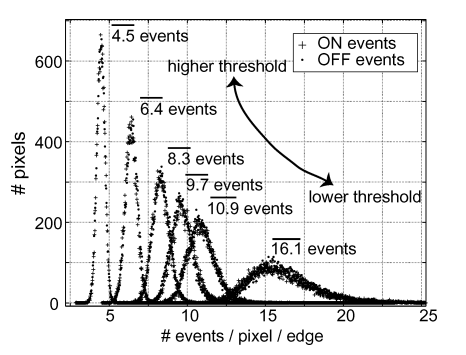 4.5 events
+ ON events
• OFF events
600
higher threshold
6.4 events
# pixels
400
8.3 events
9.7 events
10.9 events
lower threshold
200
16.1 events
0
5 10 15 20 25
# events / pixel / edge